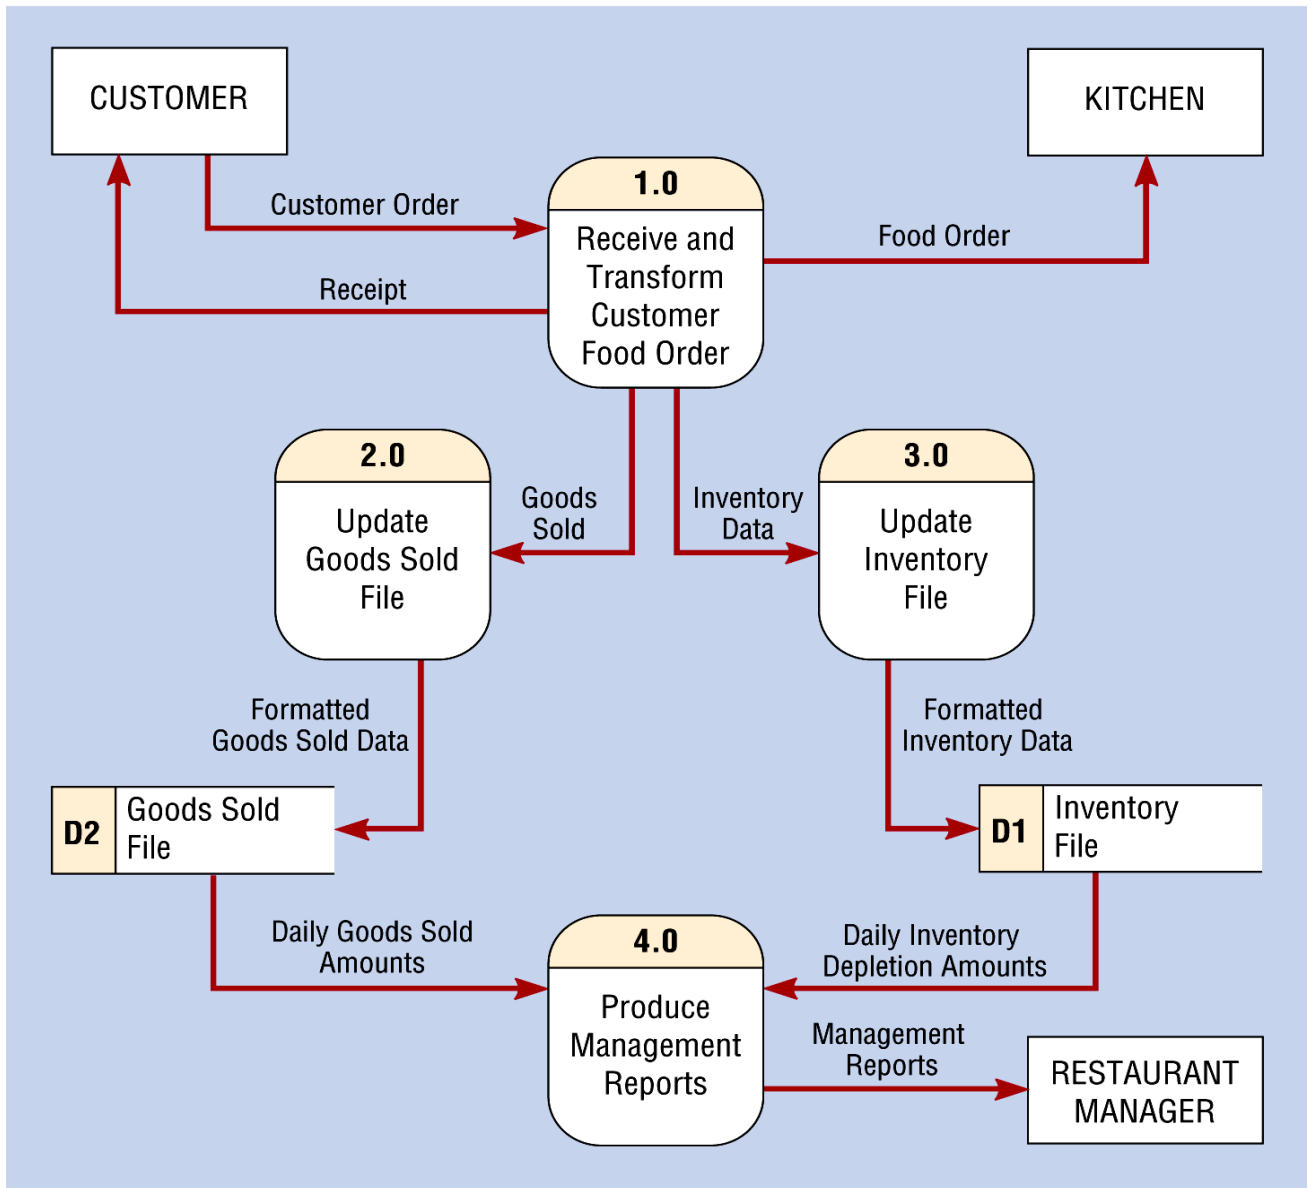 CUSTOMER
KITCHEN
1.0
Receive and
Transform
Customer
Food Order
Customer Order
Receipt
Food Order
2.0
Update
Goods Sold
File
Goods
Sold
Inventory
Data
3.0
Update
Inventory
File
Formatted
Goods Sold Data
Formatted
Inventory Data
D2
Goods Sold
File
D1
Inventory
File
Daily Goods Sold
Amounts
4.0
Produce
Management
Reports
Daily Inventory
Depletion Amounts
Management
Reports
RESTAURANT
MANAGER